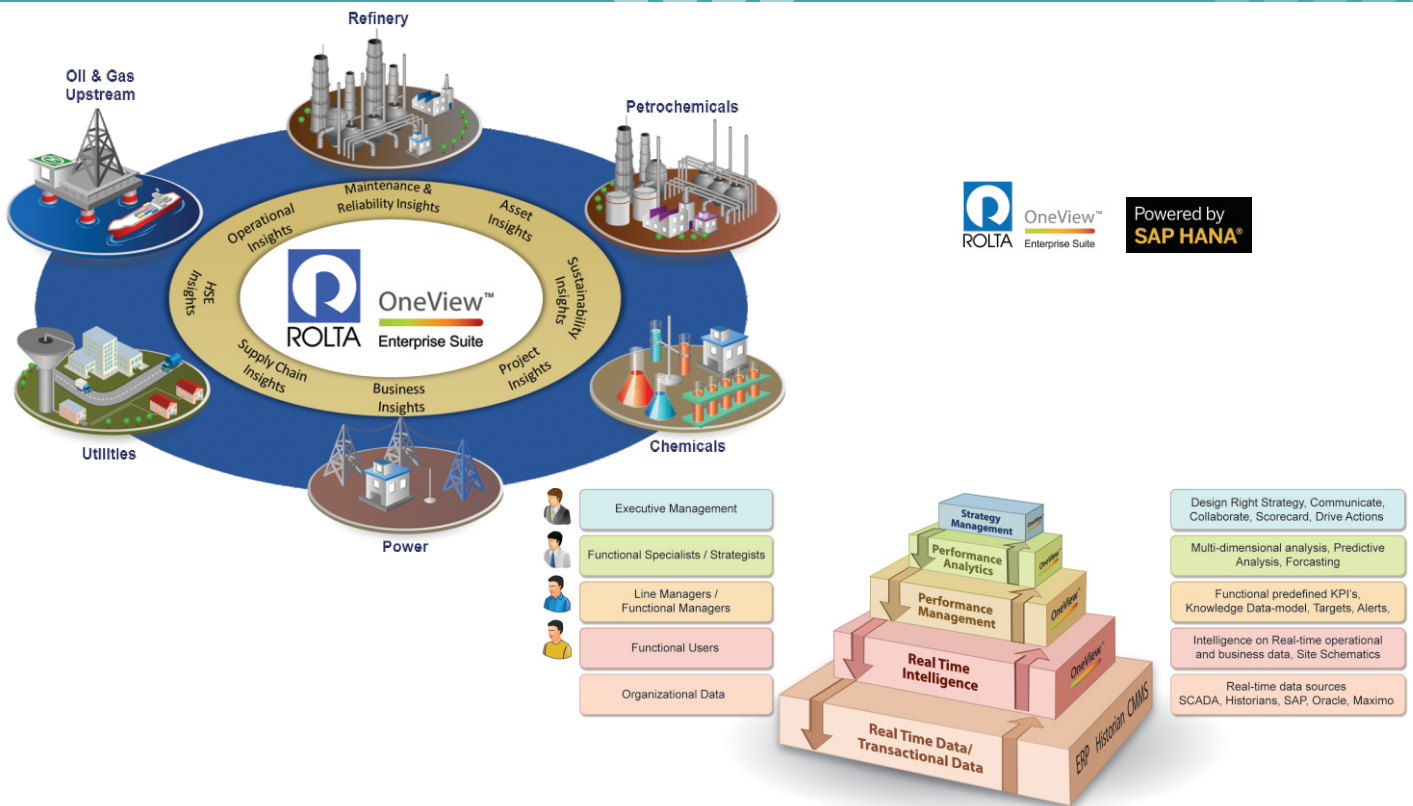 Refinery
Oil & Gas
Upstream
Petrochemicals
Maintenance &
Reliability Insights
Asset
Insights
Operational
Insights
Sustainability
Insights
HSE
Insights
ROLTA
OneView™
Enterprise Suite
Supply Chain
Insights
Business
Insights
Project
Insights
Utilities
Chemicals
Power
ROLTA
OneView™
Enterprise Suite
Powered by
SAP HANA®
Executive Management
Functional Specialists / Strategists
Line Managers /
Functional Managers
Functional Users
Organizational Data
Strategy
Management
OneView
Performance
Analytics
OneView™
Performance
Management
OneView™
Real Time
Intelligence
OneView™
Real Time Data/
Transactional Data
ERP Historian CMMS
Design Right Strategy, Communicate,
Collaborate, Scorecard, Drive Actions
Multi-dimensional analysis, Predictive
Analysis, Forcasting
Functional predefined KPI's,
Knowledge Data-model, Targets, Alerts,
Intelligence on Real-time operational
and business data, Site Schematics
Real-time data sources
SCADA, Historians, SAP, Oracle, Maximo